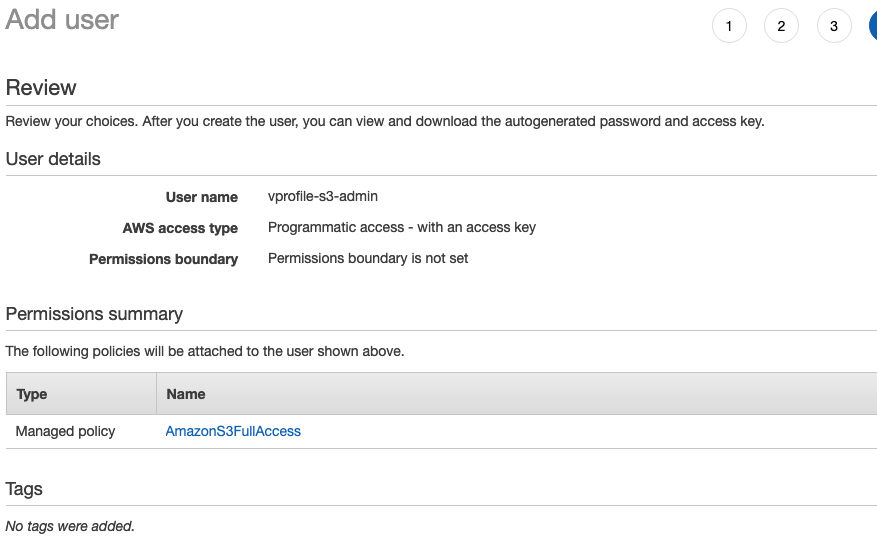 Add user
1 2 3
Review
Review your choices. After you create the user, you can view and download the autogenerated password and access key.
User details
User name vprofile-s3-admin
AWS access type Programmatic access - with an access key
Permissions boundary Permissions boundary is not set
Permissions summary
The following policies will be attached to the user shown above.
Type Name
Managed policy AmazonS3FullAccess
Tags
No tags were added.